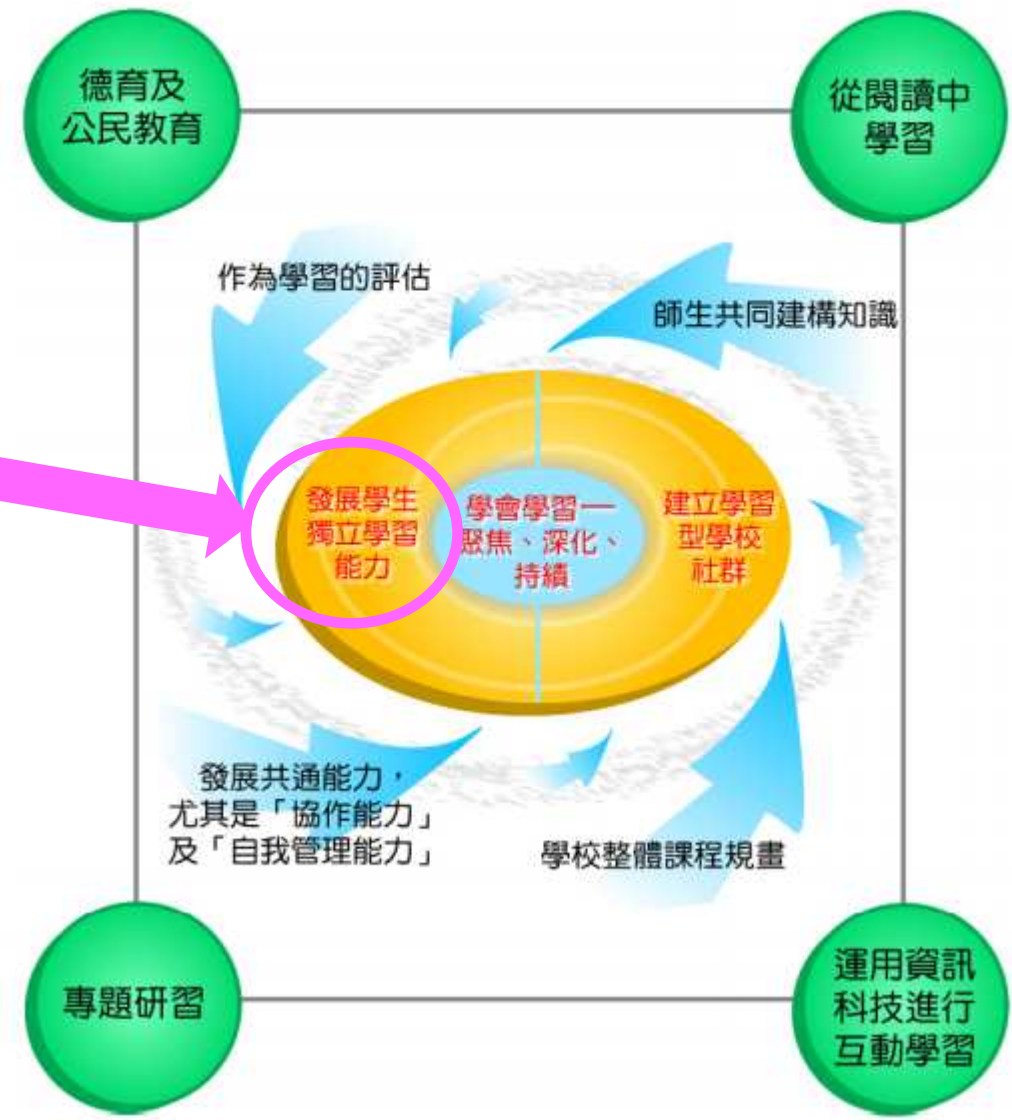 德育及
公民教育
從閱讀中
學習
作為學習的評估
師生共同建構知識
發展學生
獨立學習
能力
學會學習一
聚焦、深化、
持續
建立學習
型學校
社群
發展共通能力，
尤其是「協作能力」
及「自我管理能力」
學校整體課程規畫
專題研習
運用資訊
科技進行
互動學習